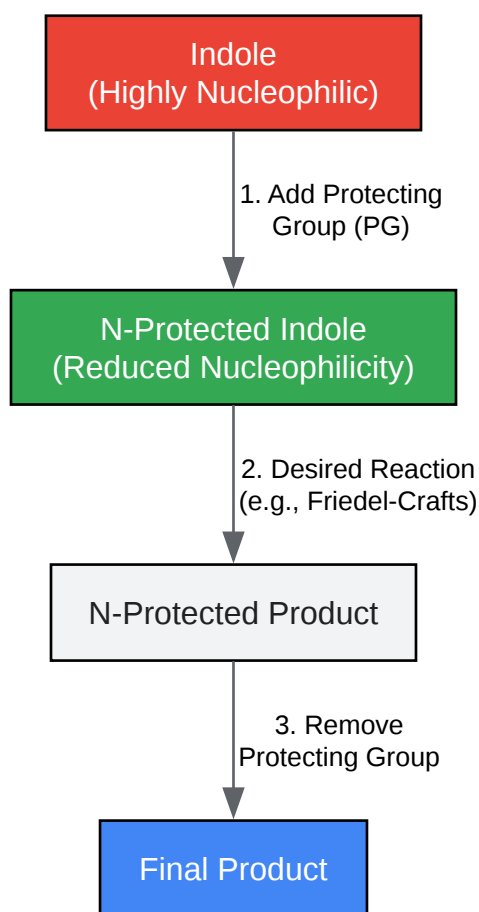 Indole
(Highly Nucleophilic)
1. Add Protecting
Group (PG)
N-Protected Indole
(Reduced Nucleophilicity)
2. Desired Reaction
(e.g., Friedel-Crafts)
N-Protected Product
3. Remove
Protecting Group
Final Product